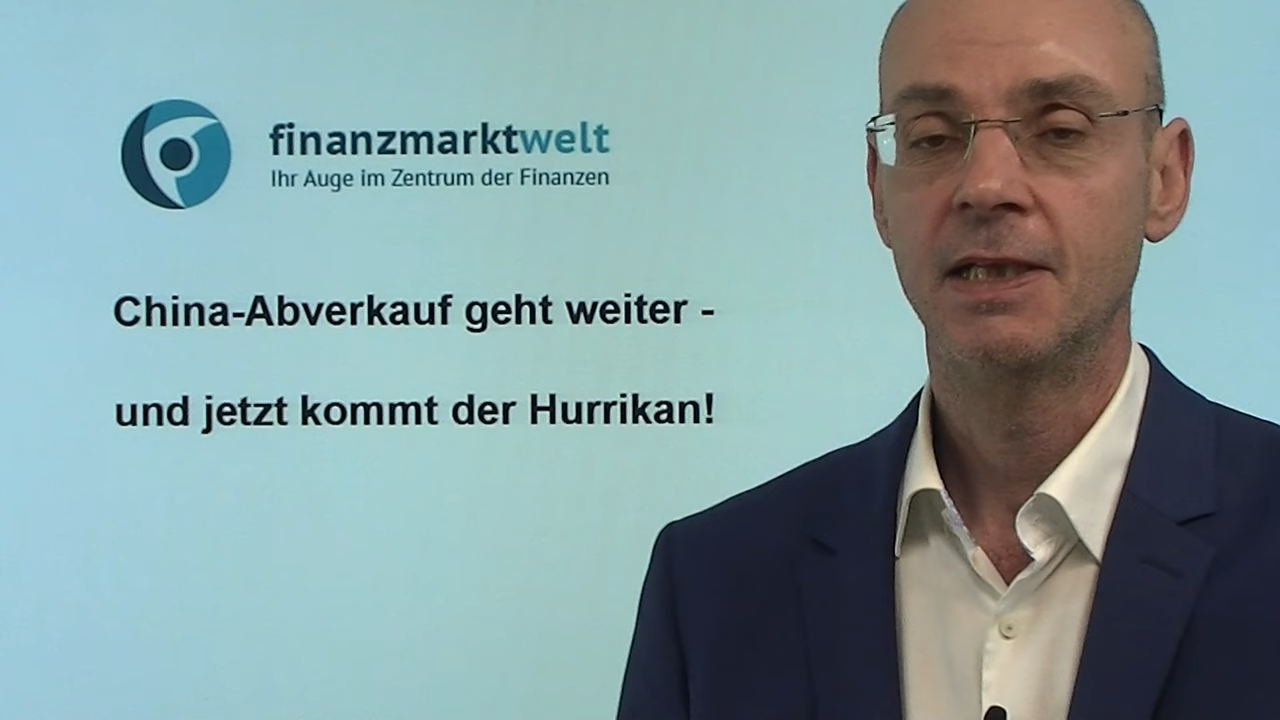 finanzmarktwelt
Ihr Auge im Zentrum der Finanzen
China-Abverkauf geht weiter -
und jetzt kommt der Hurrikan!